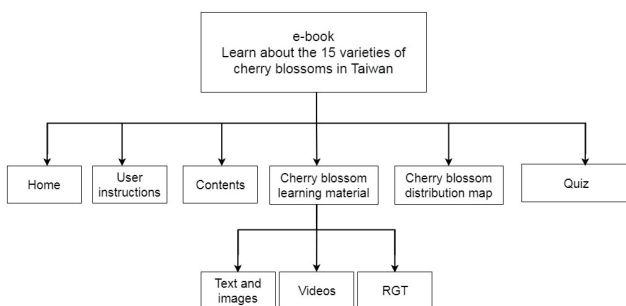 e-book
Learn about the 15 varieties of
cherry blossoms in Taiwan
Home
User
instructions
Contents
Cherry blossom
learning material
Cherry blossom
distribution map
Quiz
Text and
images
Videos
RGT